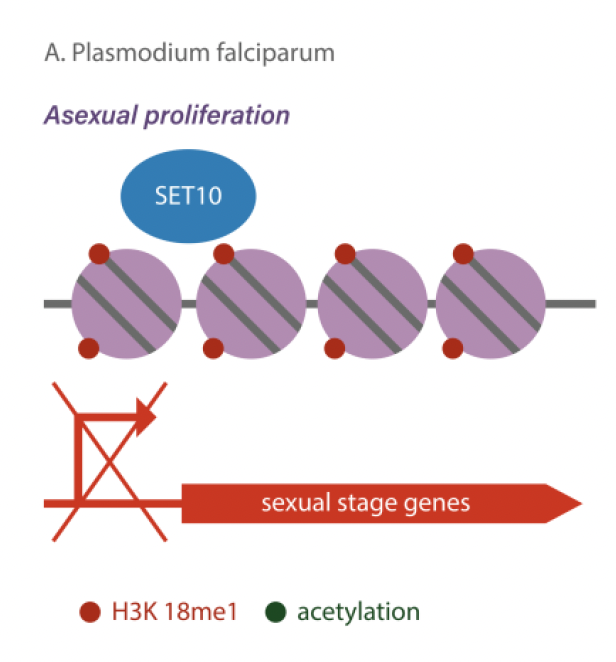 A. Plasmodium falciparum
Asexual proliferation
SET10
sexual stage genes
H3K 18me1 acetylation